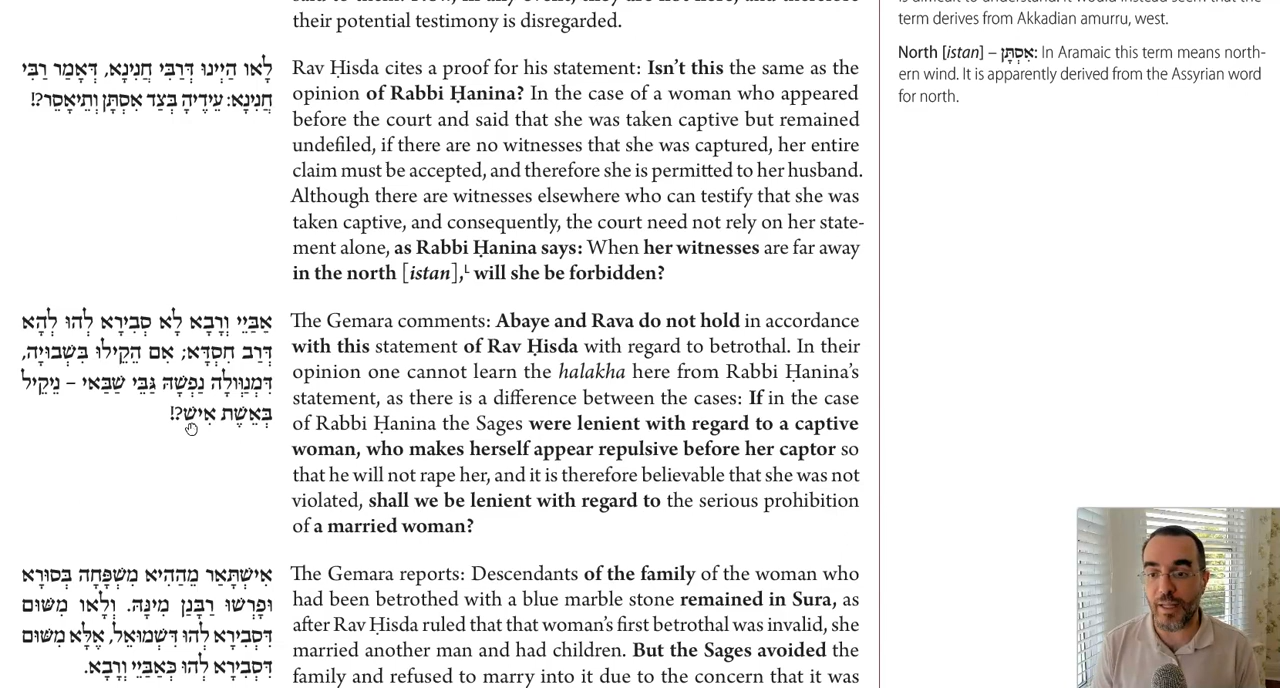 their potential testimony is disregarded.
לָאו הַיְינוּ דְּרַבִּי חֲנִינָא, דְּאָמַר רַבִּי
חֲנִינָא: עֵידֶיהָ בְּצַד אִסְתָּן וְתֵיאָסֵר?!
Rav Ḥisda cites a proof for his statement: Isn’t this the same as the
opinion of Rabbi Ḥanina? In the case of a woman who appeared
before the court and said that she was taken captive but remained
undefiled, if there are no witnesses that she was captured, her entire
claim must be accepted, and therefore she is permitted to her husband.
Although there are witnesses elsewhere who can testify that she was
taken captive, and consequently, the court need not rely on her state-
ment alone, as Rabbi Ḥanina says: When her witnesses are far away
in the north [istan],L will she be forbidden?
אַבַּיֵי וְרָבָא לָא סְבִירָא לְהוּ לְהָא
דְּרַב חִסְדָּא; אִם הֵקֵילּוּ בִּשְׁבוּיָה,
דִּמְנַוְּולָה נַפְשָׁהּ גַּבֵּי שַׁבַּאי – נֵיקֵיל
בְּאֵשֶׁת אִישׁ?!
The Gemara comments: Abaye and Rava do not hold in accordance
with this statement of Rav Ḥisda with regard to betrothal. In their
opinion one cannot learn the halakha here from Rabbi Ḥanina’s
statement, as there is a difference between the cases: If in the case
of Rabbi Ḥanina the Sages were lenient with regard to a captive
woman, who makes herself appear repulsive before her captor so
that he will not rape her, and it is therefore believable that she was not
violated, shall we be lenient with regard to the serious prohibition
of a married woman?
אִישְׁתָּאַר מֵהַהִיא מִשְׁפָּחָה בְּסוּרָא
וּפָרְשׁוּ רַבָּנַן מִינַּהּ. וְלָאו מִשּׁוּם
דִּסְבִירָא לְהוּ דִּשְׁמוּאֵל, אֶלָּא מִשּׁוּם
דִּסְבִירָא לְהוּ כְּאַבַּיֵי וְרָבָא.
The Gemara reports: Descendants of the family of the woman who
had been betrothed with a blue marble stone remained in Sura, as
after Rav Ḥisda ruled that that woman’s first betrothal was invalid, she
married another man and had children. But the Sages avoided the
family and refused to marry into it due to the concern that it was
term derives from Akkadian amurru, west.
North [istan] – אִסְתָּן: In Aramaic this term means north-
ern wind. It is apparently derived from the Assyrian word
for north.